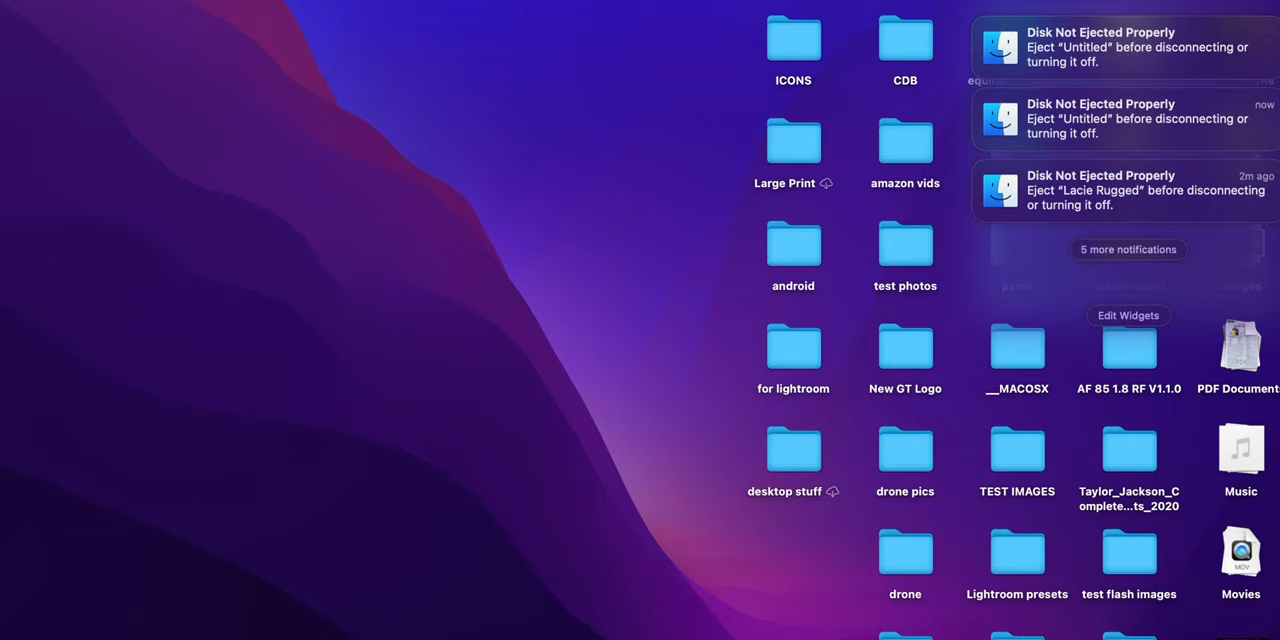 ICONS
CDB
Large Print
amazon vids
android
test photos
for lightroom
New GT Logo
__MACOSX
AF 85 1.8 RF V1.1.0
PDF Documents
desktop stuff
drone pics
TEST IMAGES
Taylor_Jackson_C
omplete...ts_2020
Music
drone
Lightroom presets
test flash images
MOV
Movies
Disk Not Ejected Properly
Eject “Untitled” before disconnecting or
turning it off.
Disk Not Ejected Properly
now
Eject “Untitled” before disconnecting or
turning it off.
Disk Not Ejected Properly
2m ago
Eject “Lacie Rugged” before disconnecting
or turning it off.
5 more notifications
Edit Widgets